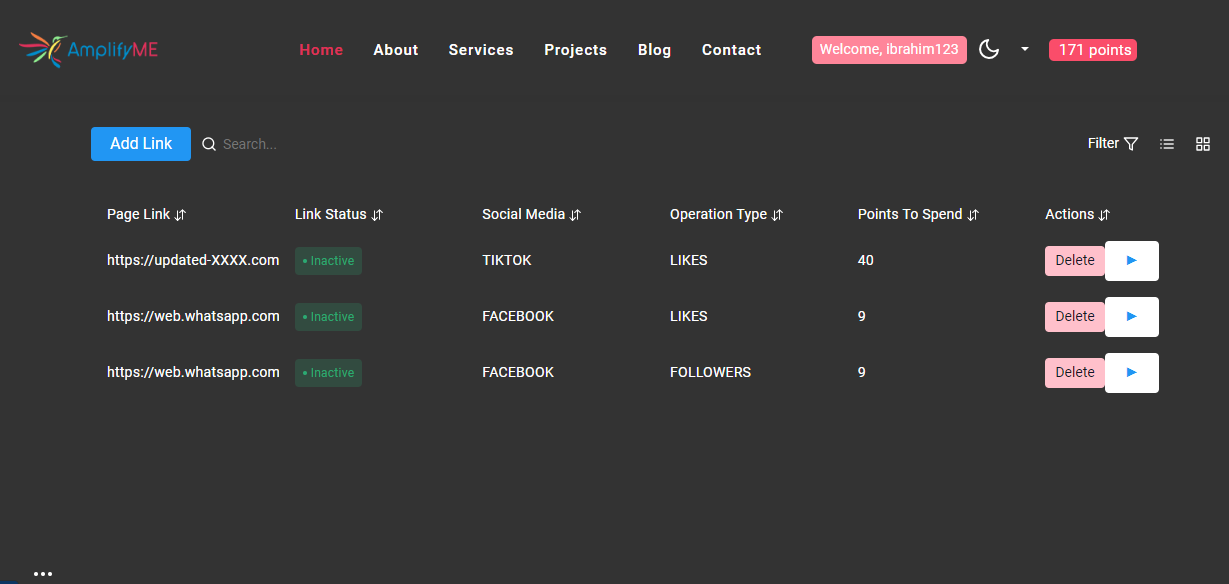 AmplifyME Home About Services Projects Blog Contact Welcome, ibrahim123 171 points
Add Link Search... Filter
Page Link Link Status Social Media Operation Type Points To Spend Actions
https://updated-XXXX.com Inactive TIKTOK LIKES 40 Delete
https://web.whatsapp.com Inactive FACEBOOK LIKES 9 Delete
https://web.whatsapp.com Inactive FACEBOOK FOLLOWERS 9 Delete